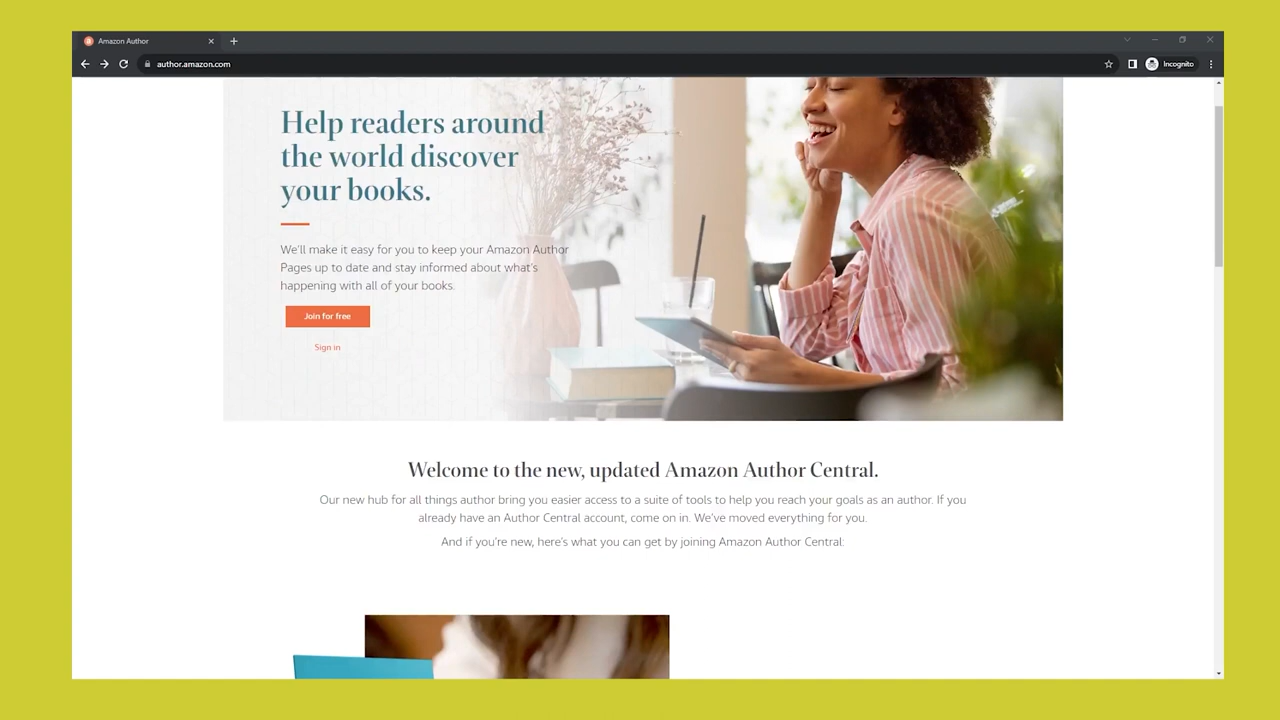 Amazon Author
author.amazon.com
Incognito
Help readers around
the world discover
your books.
We'll make it easy for you to keep your Amazon Author
Pages up to date and stay informed about what's
happening with all of your books.
Join for free
Sign in
Welcome to the new, updated Amazon Author Central.
Our new hub for all things author bring you easier access to a suite of tools to help you reach your goals as an author. If you
already have an Author Central account, come on in. We've moved everything for you.
And if you're new, here's what you can get by joining Amazon Author Central: